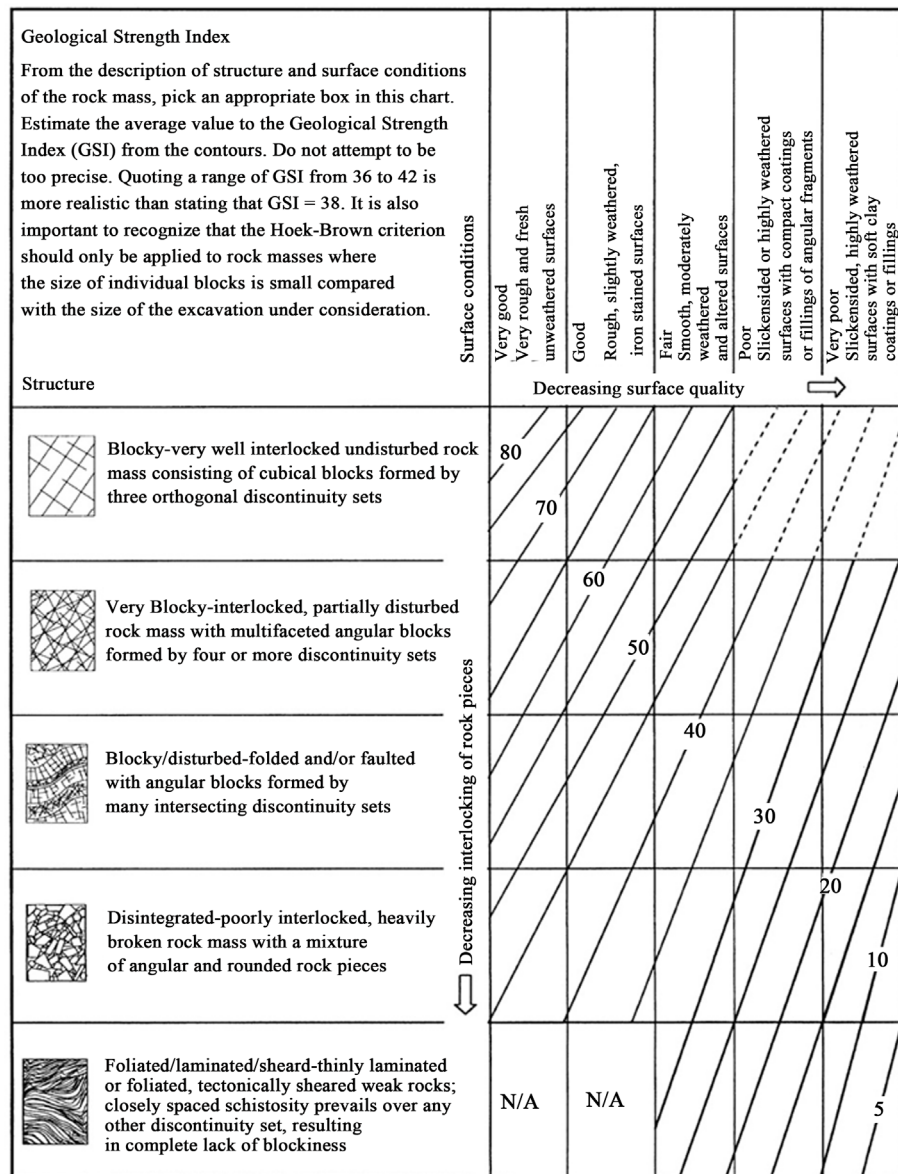 Geological Strength Index
From the description of structure and surface conditions
of the rock mass, pick an appropriate box in this chart.
Estimate the average value to the Geological Strength
Index (GSI) from the contours. Do not attempt to be
too precise. Quoting a range of GSI from 36 to 42 is
more realistic than stating that GSI = 38. It is also
important to recognize that the Hoek-Brown criterion
should only be applied to rock masses where
the size of individual blocks is small compared
with the size of the excavation under consideration.
Structure
Surface conditions
Very good
Very rough and fresh
unweathered surfaces
Good
Rough, slightly weathered,
iron stained surfaces
Fair
Smooth, moderately
weathered
and altered surfaces
Poor
Slickensided or highly weathered
surfaces with compact coatings
or fillings of angular fragments
Very poor
Slickensided, highly weathered
surfaces with soft clay
coatings or fillings
Decreasing surface quality
Decreasing interlocking of rock pieces
Blocky-very well interlocked undisturbed rock
mass consisting of cubical blocks formed by
three orthogonal discontinuity sets
80
70
Very Blocky-interlocked, partially disturbed
rock mass with multifaceted angular blocks
formed by four or more discontinuity sets
60
50
Blocky/disturbed-folded and/or faulted
with angular blocks formed by
many intersecting discontinuity sets
40
30
Disintegrated-poorly interlocked, heavily
broken rock mass with a mixture
of angular and rounded rock pieces
20
10
Foliated/laminated/sheard-thinly laminated
or foliated, tectonically sheared weak rocks;
closely spaced schistosity prevails over any
other discontinuity set, resulting
in complete lack of blockiness
N/A
N/A
5